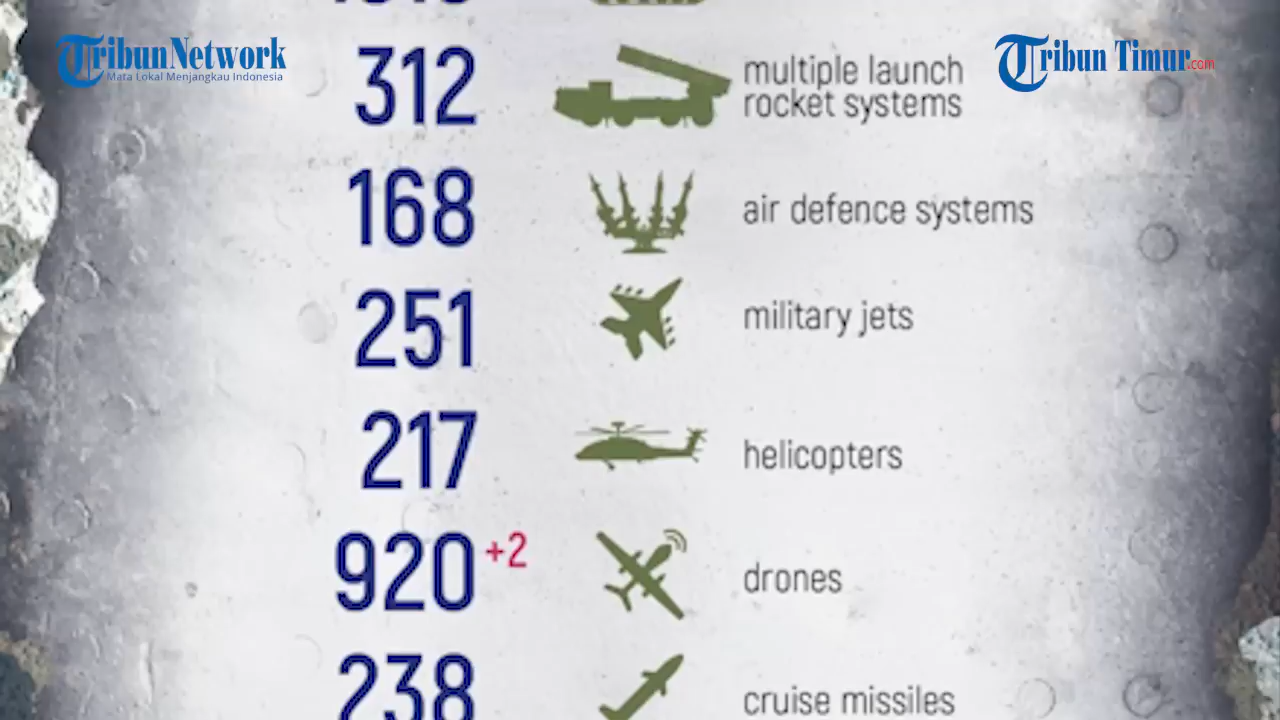 TribunNetwork
Mata Lokal Menjangkau Indonesia
Tribun Timur.com
312
multiple launch
rocket systems
168
air defence systems
251
military jets
217
helicopters
920 +2
drones
238
cruise missiles